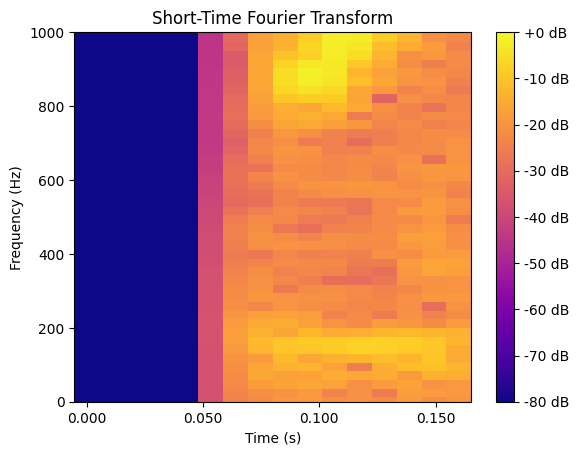 Short-Time Fourier Transform
1000
800
600
400
200
0
Frequency (Hz)
0.000
0.050
0.100
0.150
Time (s)
+0 dB
-10 dB
-20 dB
-30 dB
-40 dB
-50 dB
-60 dB
-70 dB
-80 dB